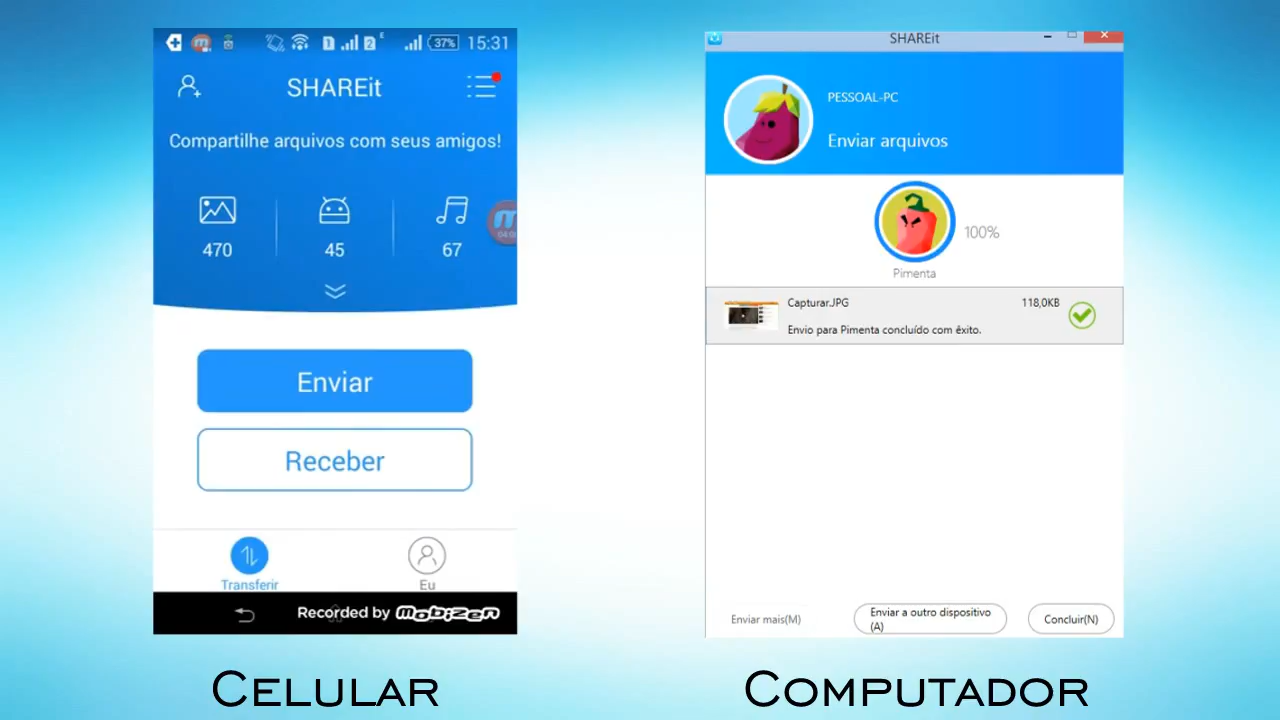 1 2 E 37% 15:31
SHAREit
Compartilhe arquivos com seus amigos!
470 45 67
Enviar
Receber
Transferir Eu
Recorded by mobizen
CELULAR
SHAREit
PESSOAL-PC
Enviar arquivos
100%
Pimenta
Capturar.JPG 118,0KB
Envio para Pimenta concluído com êxito.
Enviar mais(M)
Enviar a outro dispositivo
(A)
Concluir(N)
COMPUTADOR